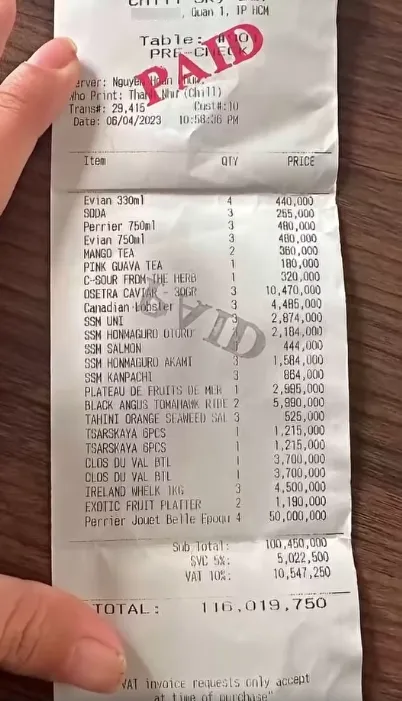 , Quan 1, TP HCM
Table: #
PRE-CHECK
PAID
erver: Nguyen
Who Print: Thanh Nhu (Chill)
Trans#: 29,415 Cust#:10
Date: 06/04/2023 10:58:36 PM
Item QTY PRICE
Evian 330ml 4 440,000
SODA 3 255,000
Perrier 750ml 3 480,000
Evian 750ml 3 480,000
MANGO TEA 2 360,000
PINK GUAVA TEA 1 180,000
C-SOUR FROM THE HERB 1 320,000
OSETRA CAVIAR - 30GR 3 10,470,000
Canadian Lobster 3 4,485,000
SSM UNI 3 2,874,000
SSM HONMAGURO OTORO 2,184,000
SSM SALMON 444,000
SSM HONMAGURO AKAMI 3 1,584,000
SSM KANPACHI 3 864,000
PLATEAU DE FRUITS DE MER 1 2,995,000
BLACK ANGUS TOMAHAWK RIBE 2 5,990,000
TAHINI ORANGE SEAWEED SAL 3 525,000
TSARSKAYA 6PCS 1 1,215,000
TSARSKAYA 6PCS 1 1,215,000
CLOS DU VAL BTL 1 3,700,000
CLOS DU VAL BTL 1 3,700,000
IRELAND WHELK 1KG 3 4,500,000
EXOTIC FRUIT PLATTER 2 1,190,000
Perrier Jouet Belle Epoqu 4 50,000,000
PAID
Sub Total: 100,450,000
SVC 5%: 5,022,500
VAT 10%: 10,547,250
TOTAL: 116,019,750
VAT invoice requests only accept
at time of purchase"